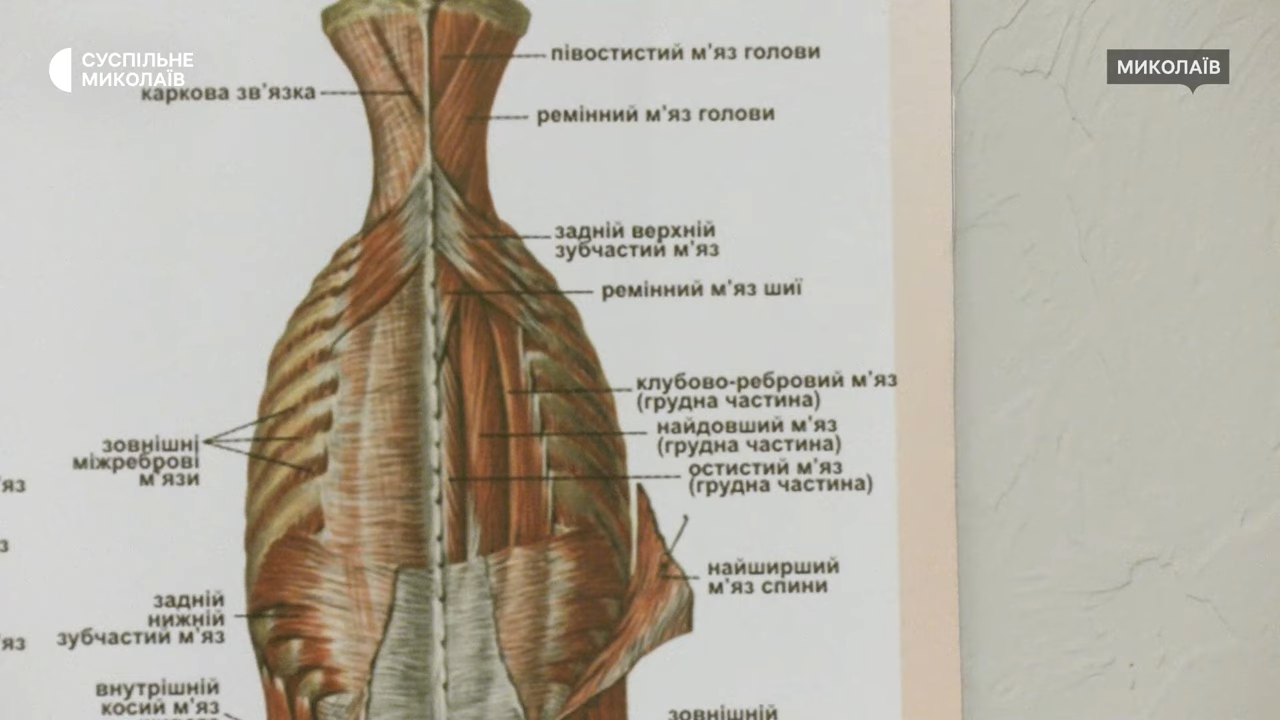 СУСПІЛЬНЕ
МИКОЛАЇВ
МИКОЛАЇВ
півостистий м'яз голови
каркова зв'язка
ремінний м'яз голови
задній верхній
зубчастий м'яз
ремінний м'яз шиї
клубово-ребровий м'яз
(грудна частина)
найдовший м'яз
(грудна частина)
остистий м'яз
(грудна частина)
зовнішні
міжреброві
м'язи
найширший
м'яз спини
задній
нижній
зубчастий м'яз
внутрішній
косий м'яз
зовнішній